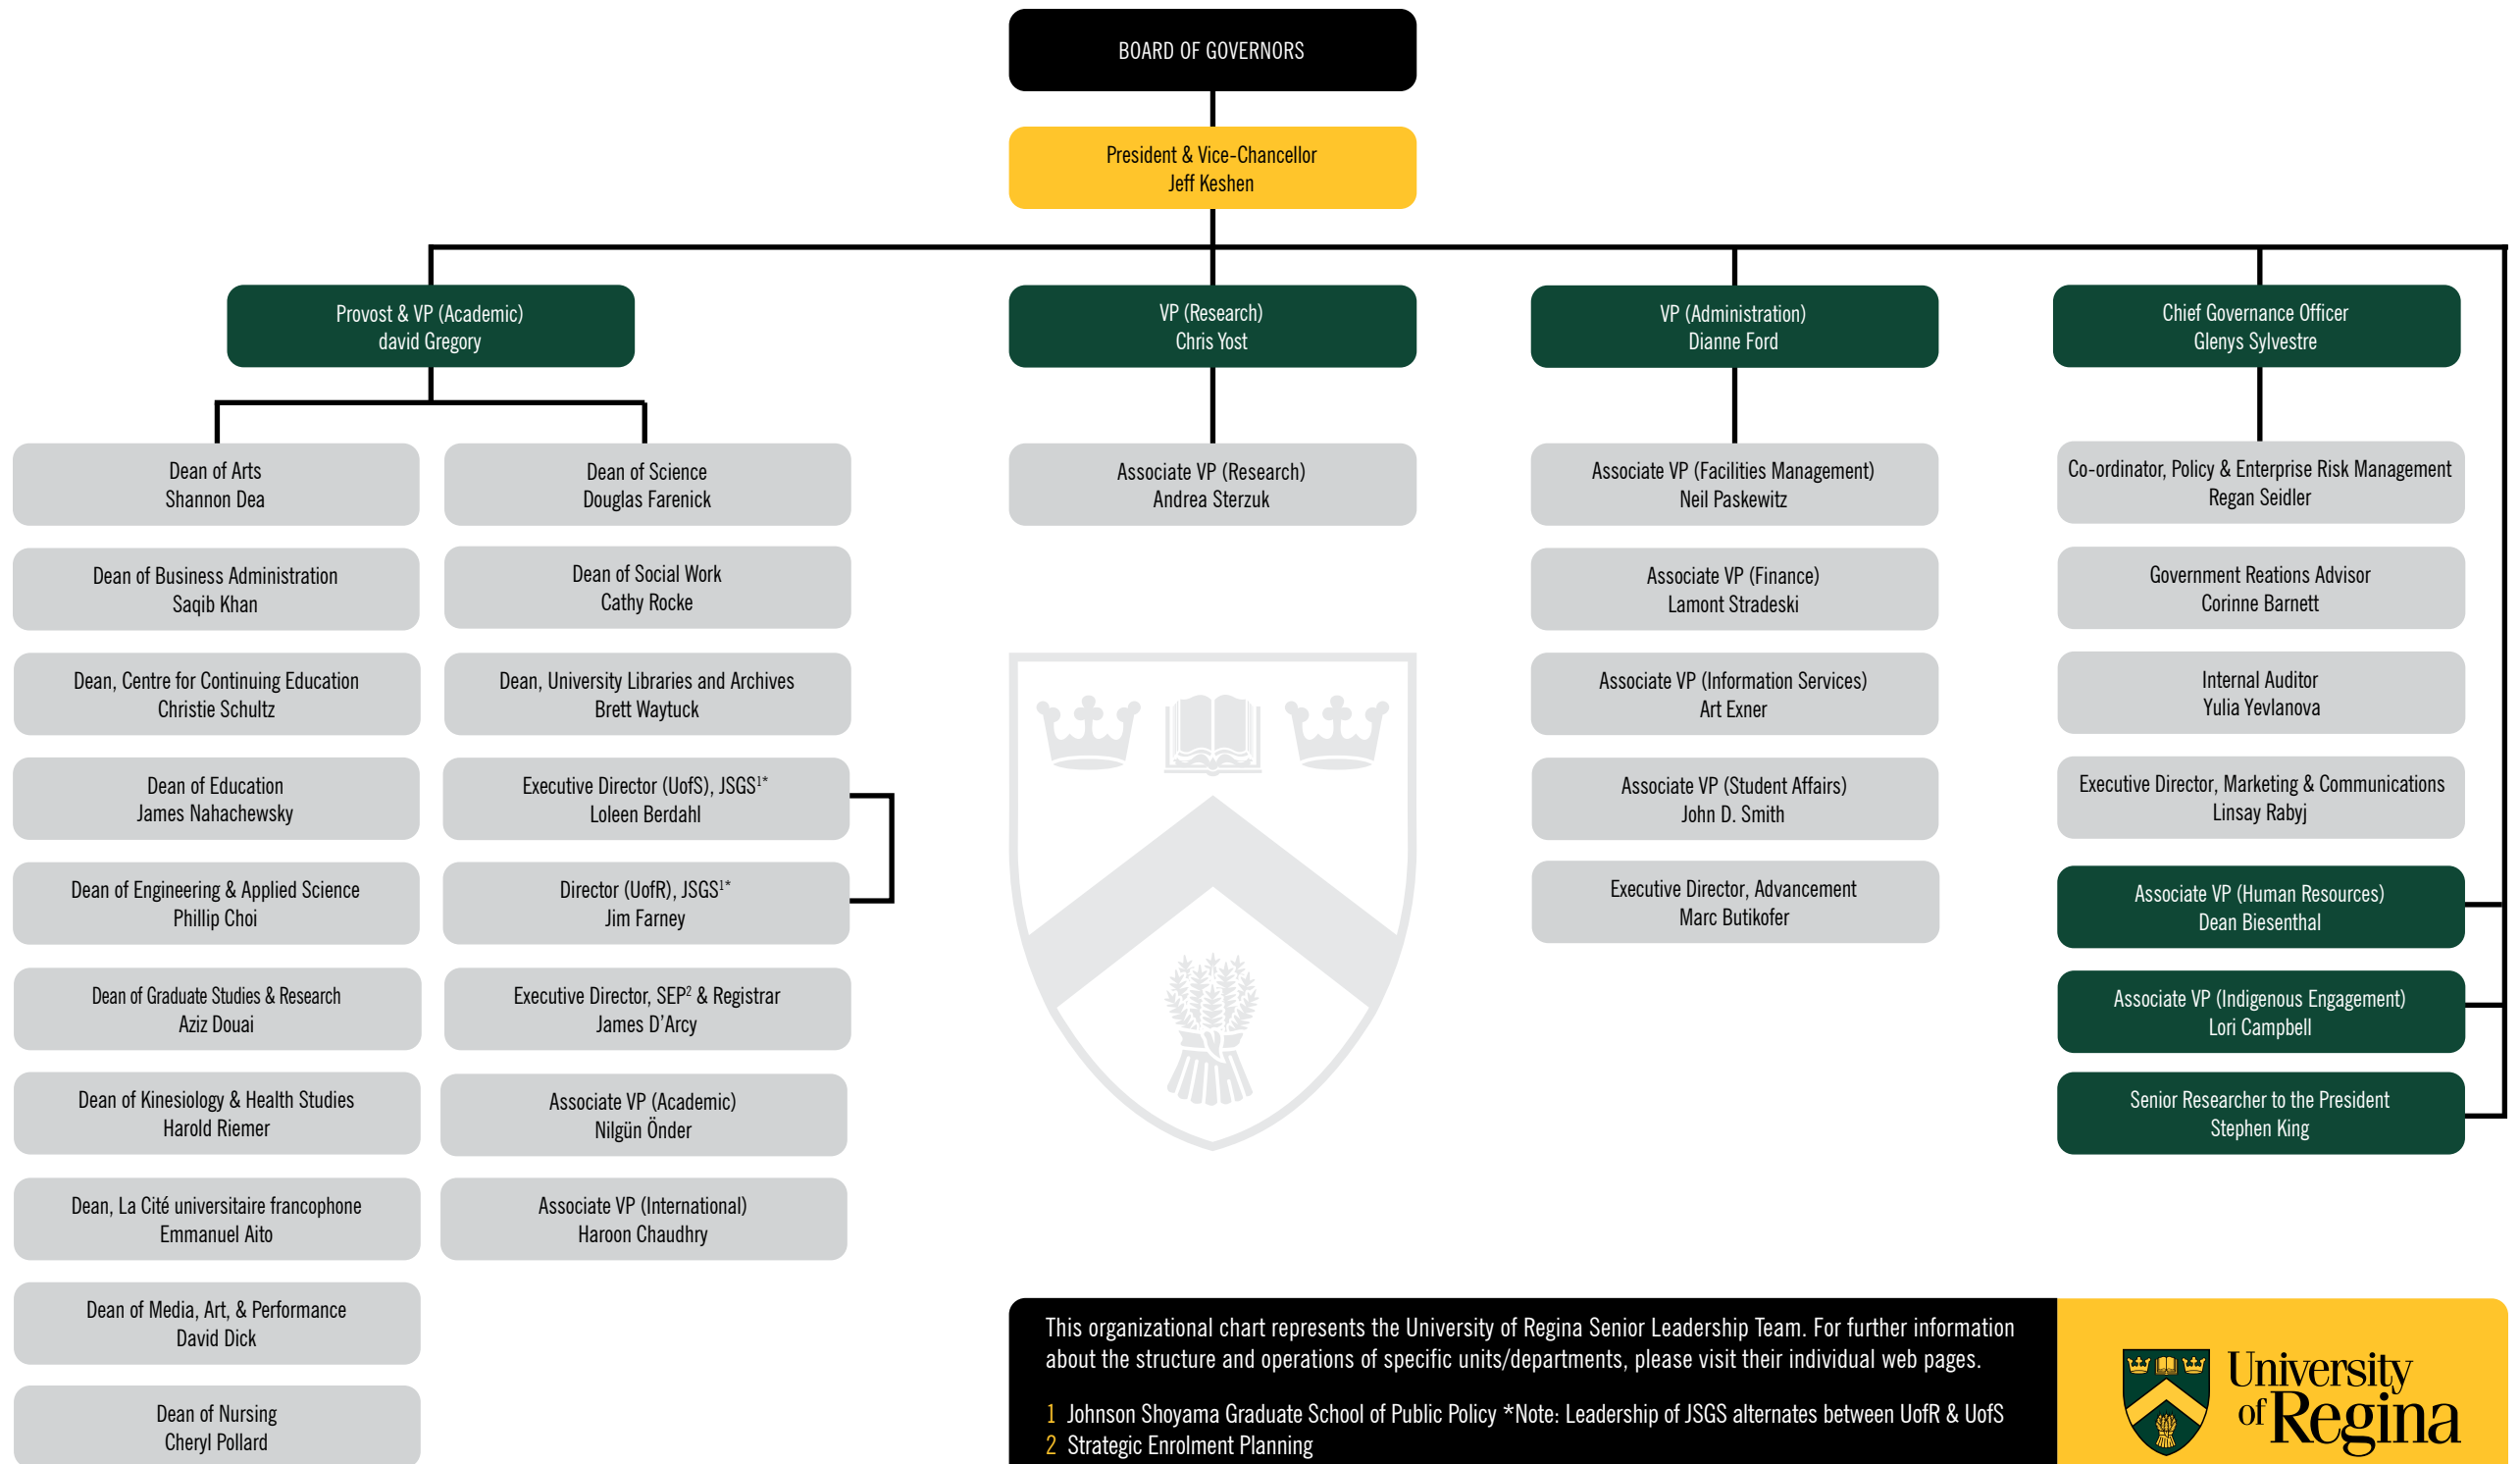 BOARD OF GOVERNORS
President & Vice-Chancellor
Jeff Keshen
Provost & VP (Academic)
david Gregory
VP (Research)
Chris Yost
VP (Administration)
Dianne Ford
Chief Governance Officer
Glenys Sylvestre
Dean of Arts
Shannon Dea
Dean of Business Administration
Saqib Khan
Dean, Centre for Continuing Education
Christie Schultz
Dean of Education
James Nahachewsky
Dean of Engineering & Applied Science
Phillip Choi
Dean of Graduate Studies & Research
Aziz Douai
Dean of Kinesiology & Health Studies
Harold Riemer
Dean, La Cité universitaire francophone
Emmanuel Aito
Dean of Media, Art, & Performance
David Dick
Dean of Nursing
Cheryl Pollard
Dean of Science
Douglas Farenick
Dean of Social Work
Cathy Rocke
Dean, University Libraries and Archives
Brett Waytuck
Executive Director (UofS), JSGS¹*
Loleen Berdahl
Director (UofR), JSGS¹*
Jim Farney
Executive Director, SEP² & Registrar
James D’Arcy
Associate VP (Academic)
Nilgün Önder
Associate VP (International)
Haroon Chaudhry
Associate VP (Research)
Andrea Sterzuk
Associate VP (Facilities Management)
Neil Paskewitz
Associate VP (Finance)
Lamont Stradeski
Associate VP (Information Services)
Art Exner
Associate VP (Student Affairs)
John D. Smith
Executive Director, Advancement
Marc Butikofer
Co-ordinator, Policy & Enterprise Risk Management
Regan Seidler
Government Reations Advisor
Corinne Barnett
Internal Auditor
Yulia Yevlanova
Executive Director, Marketing & Communications
Linsay Rabyj
Associate VP (Human Resources)
Dean Biesenthal
Associate VP (Indigenous Engagement)
Lori Campbell
Senior Researcher to the President
Stephen King
This organizational chart represents the University of Regina Senior Leadership Team. For further information
about the structure and operations of specific units/departments, please visit their individual web pages.
1 Johnson Shoyama Graduate School of Public Policy *Note: Leadership of JSGS alternates between UofR & UofS
2 Strategic Enrolment Planning
University
of Regina